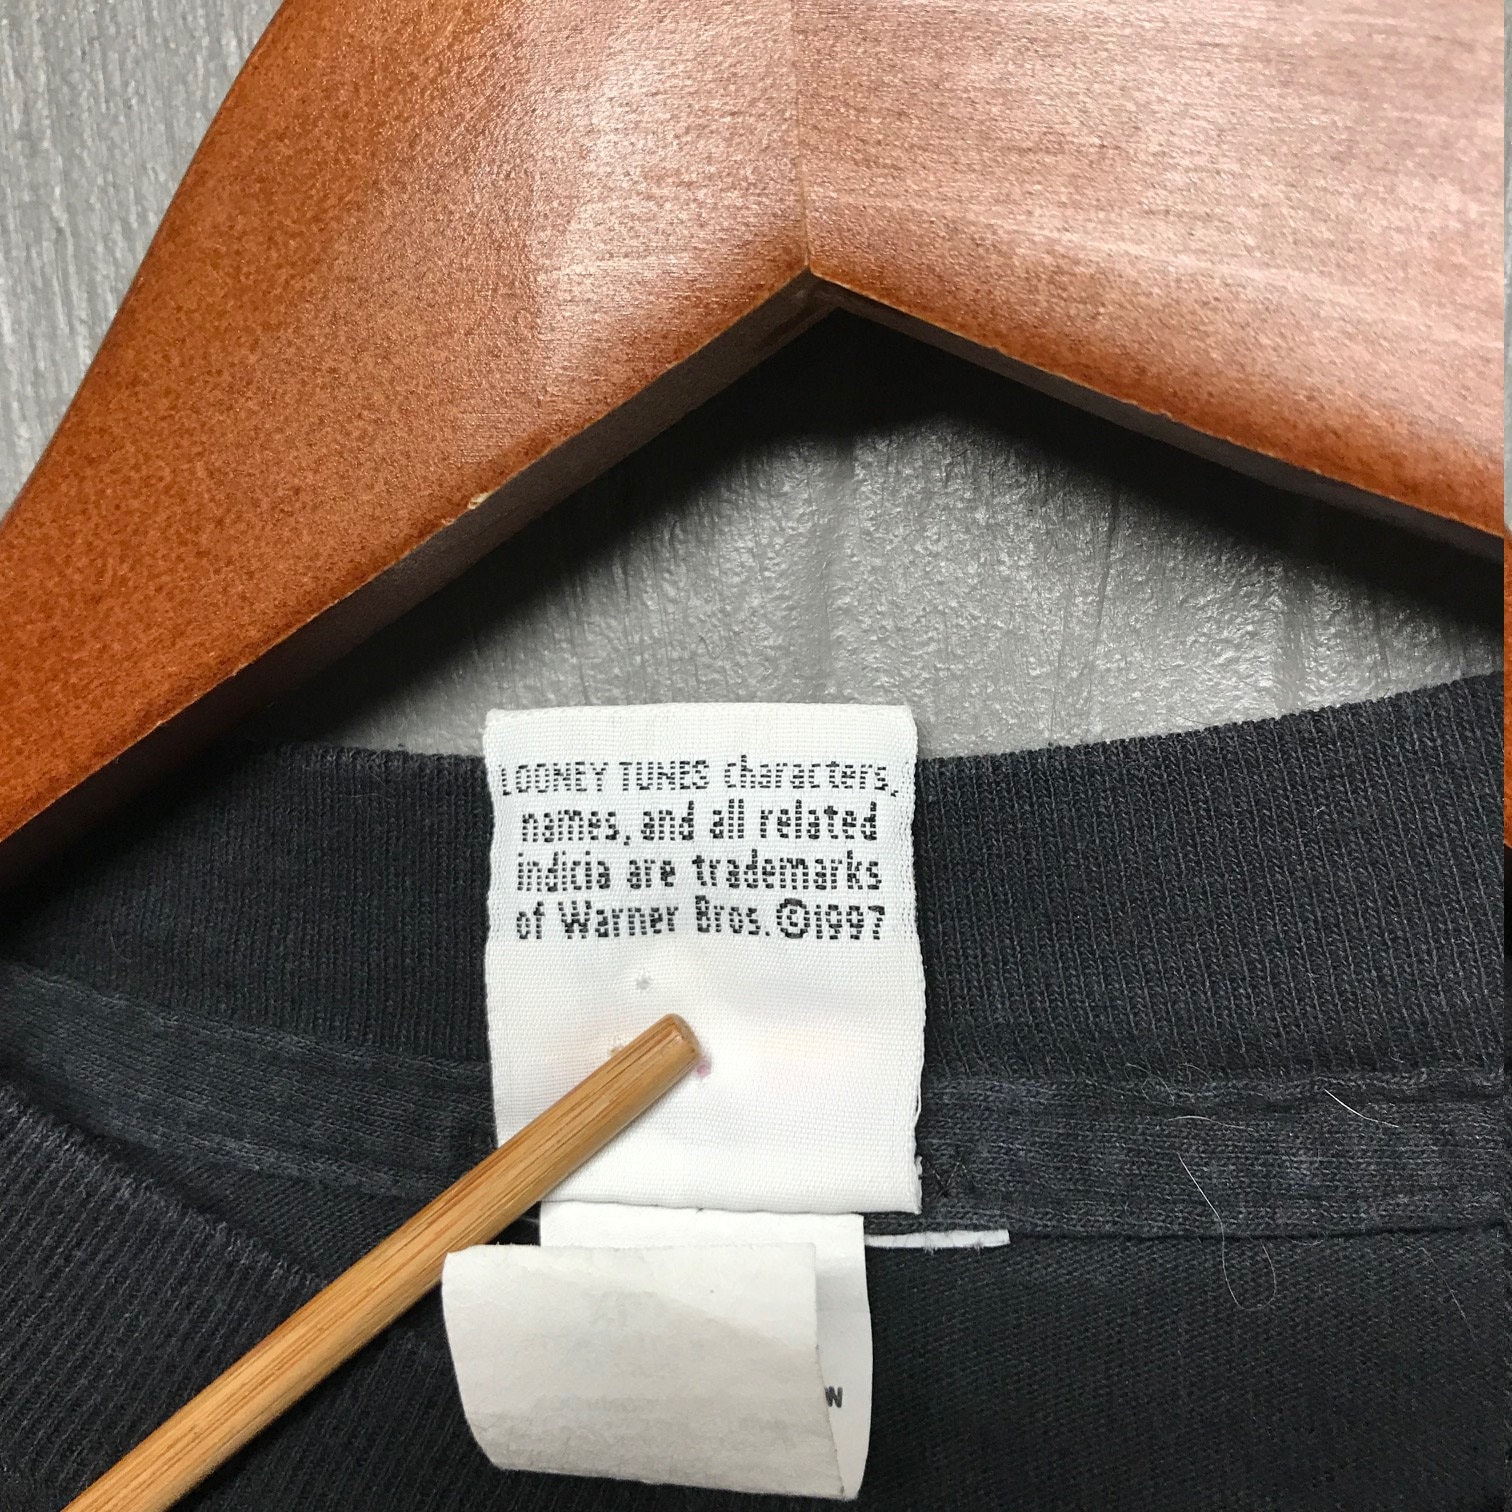 LOONEY TUNES characters,
names, and all related
indicia are trademarks
of Warner Bros. ©1997
W